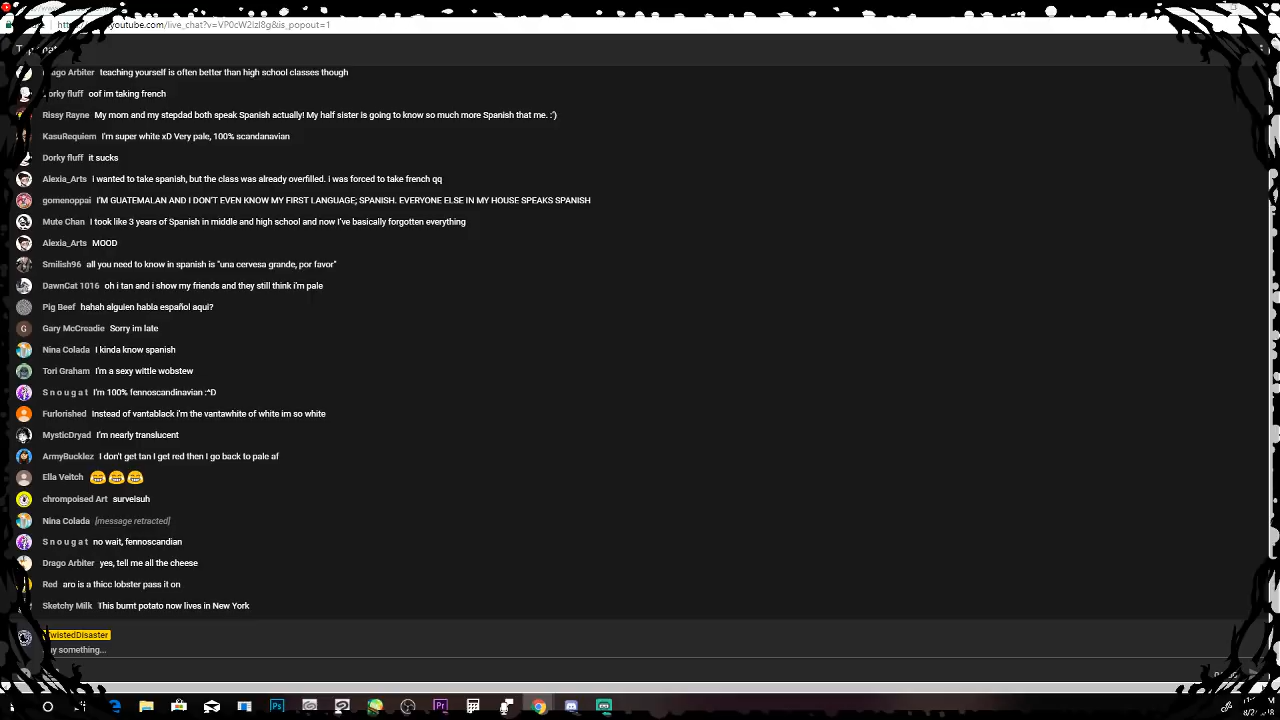 youtube.com/live_chat?v=VP0cW2IzI8g&is_popout=1
Arbiter teaching yourself is often better than high school classes though
Dorky fluff oof im taking french
Rissy Rayne My mom and my stepdad both speak Spanish actually! My half sister is going to know so much more Spanish that me. :')
KasuRequiem I'm super white xD Very pale, 100% scandanavian
Dorky fluff it sucks
Alexia_Arts i wanted to take spanish, but the class was already overfilled. i was forced to take french qq
gomenoppai I'M GUATEMALAN AND I DON'T EVEN KNOW MY FIRST LANGUAGE; SPANISH. EVERYONE ELSE IN MY HOUSE SPEAKS SPANISH
Mute Chan I took like 3 years of Spanish in middle and high school and now I've basically forgotten everything
Alexia_Arts MOOD
Smilish96 all you need to know in spanish is "una cervesa grande, por favor"
DawnCat 1016 oh i tan and i show my friends and they still think i'm pale
Pig Beef hahah alguien habla español aqui?
G Gary McCreadie Sorry im late
Nina Colada I kinda know spanish
Tori Graham I'm a sexy wittle wobstew
S n o u g a t I'm 100% fennoscandinavian :^D
Furlorished Instead of vantablack i'm the vantawhite of white im so white
MysticDryad I'm nearly translucent
ArmyBucklez I don't get tan I get red then I go back to pale af
Ella Veitch 😂😂😂
chrompoised Art surveisuh
Nina Colada [message retracted]
S n o u g a t no wait, fennoscandian
Drago Arbiter yes, tell me all the cheese
Red aro is a thicc lobster pass it on
Sketchy Milk This burnt potato now lives in New York
TwistedDisaster
something...
Ps
Pr